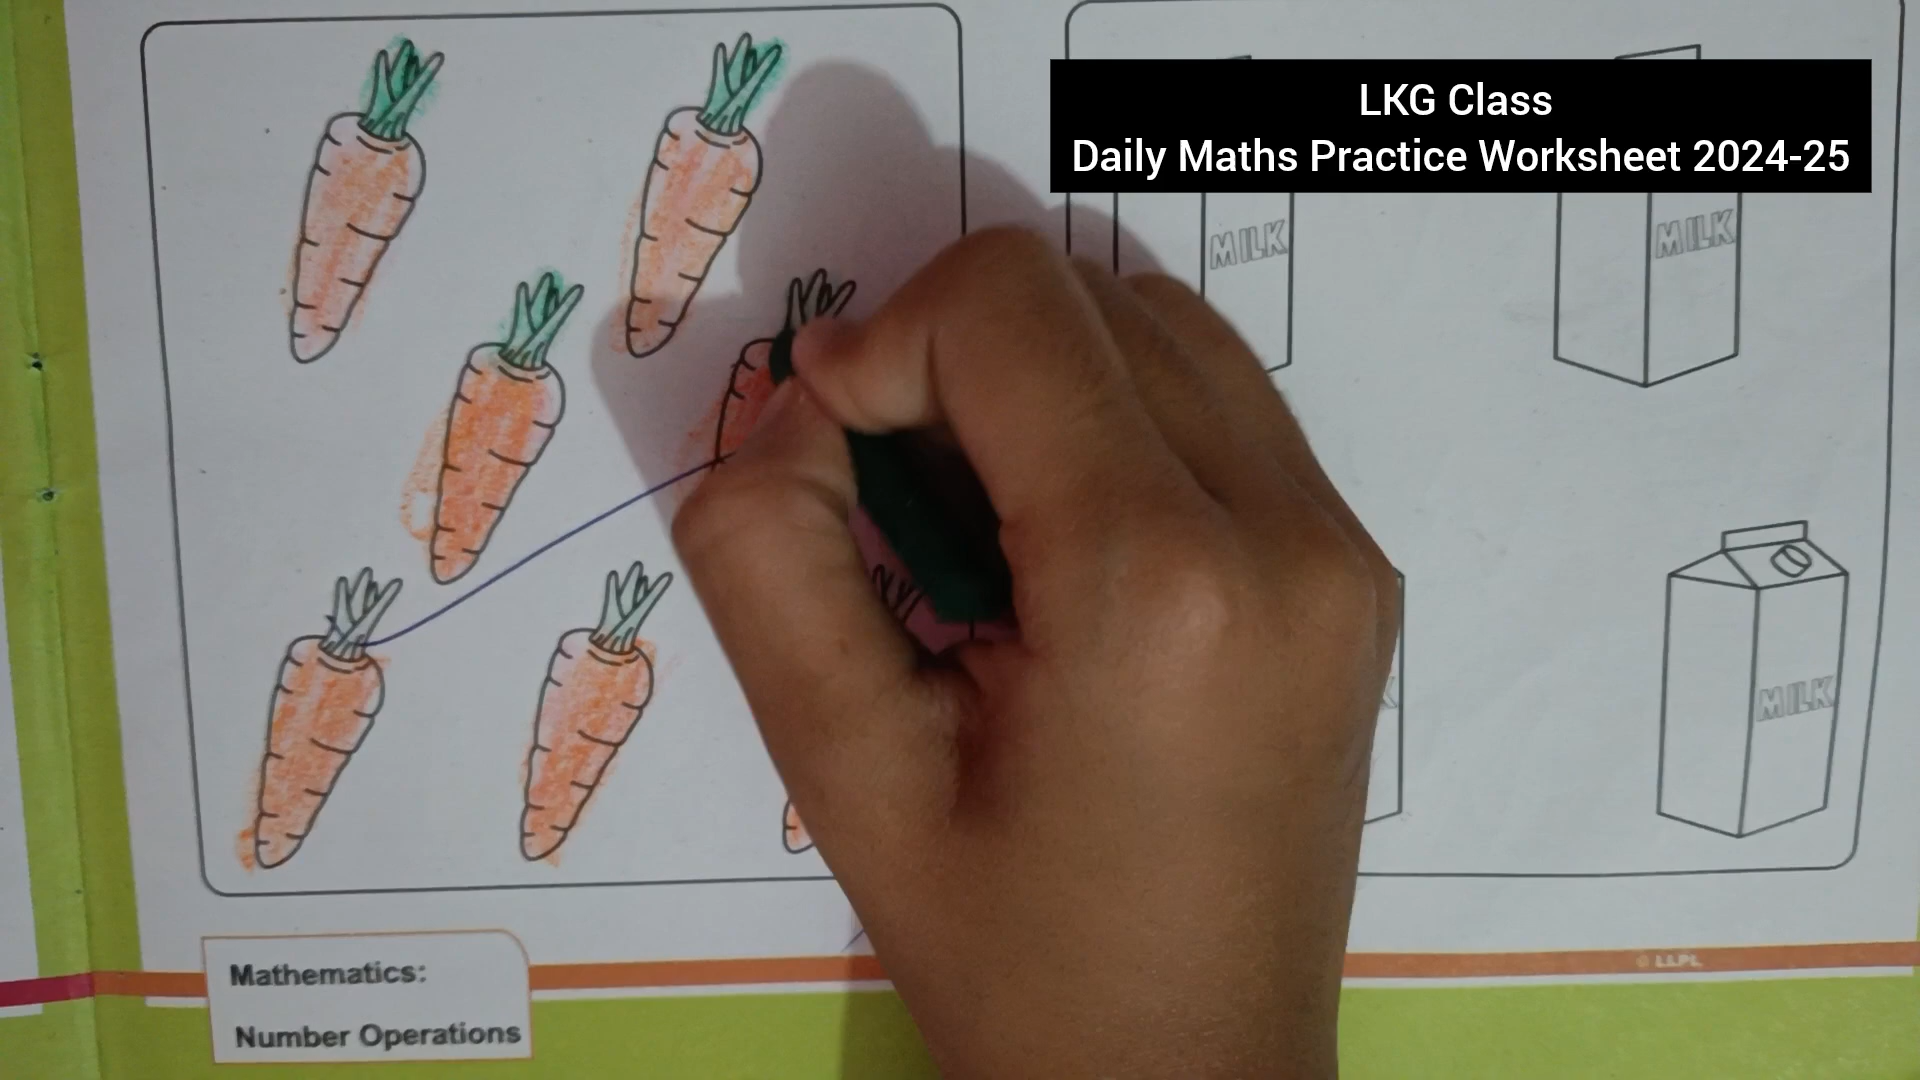 LKG Class
Daily Maths Practice Worksheet 2024-25
MILK
MILK
MILK
Mathematics:
Number Operations
© LLPL